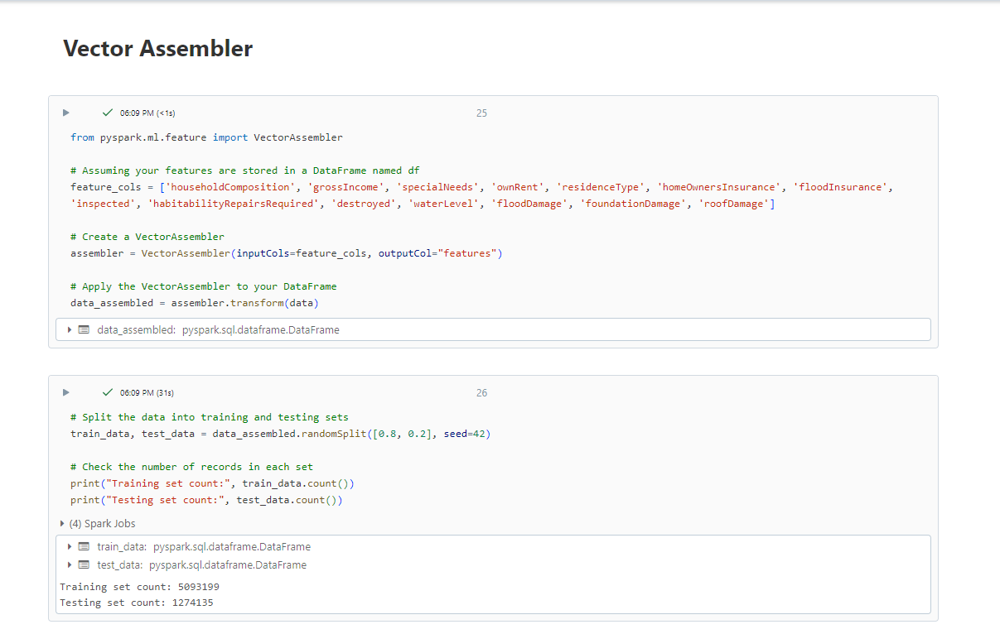 Vector Assembler
06:09 PM (<1s)
25
from pyspark.ml.feature import VectorAssembler
# Assuming your features are stored in a DataFrame named df
feature_cols = ['householdComposition', 'grossIncome', 'specialNeeds', 'ownRent', 'residenceType', 'homeOwnersInsurance', 'floodInsurance',
'inspected', 'habitabilityRepairsRequired', 'destroyed', 'waterLevel', 'floodDamage', 'foundationDamage', 'roofDamage']
# Create a VectorAssembler
assembler = VectorAssembler(inputCols=feature_cols, outputCol="features")
# Apply the VectorAssembler to your DataFrame
data_assembled = assembler.transform(data)
data_assembled: pyspark.sql.dataframe.DataFrame
06:09 PM (31s)
26
# Split the data into training and testing sets
train_data, test_data = data_assembled.randomSplit([0.8, 0.2], seed=42)
# Check the number of records in each set
print("Training set count:", train_data.count())
print("Testing set count:", test_data.count())
(4) Spark Jobs
train_data: pyspark.sql.dataframe.DataFrame
test_data: pyspark.sql.dataframe.DataFrame
Training set count: 5093199
Testing set count: 1274135